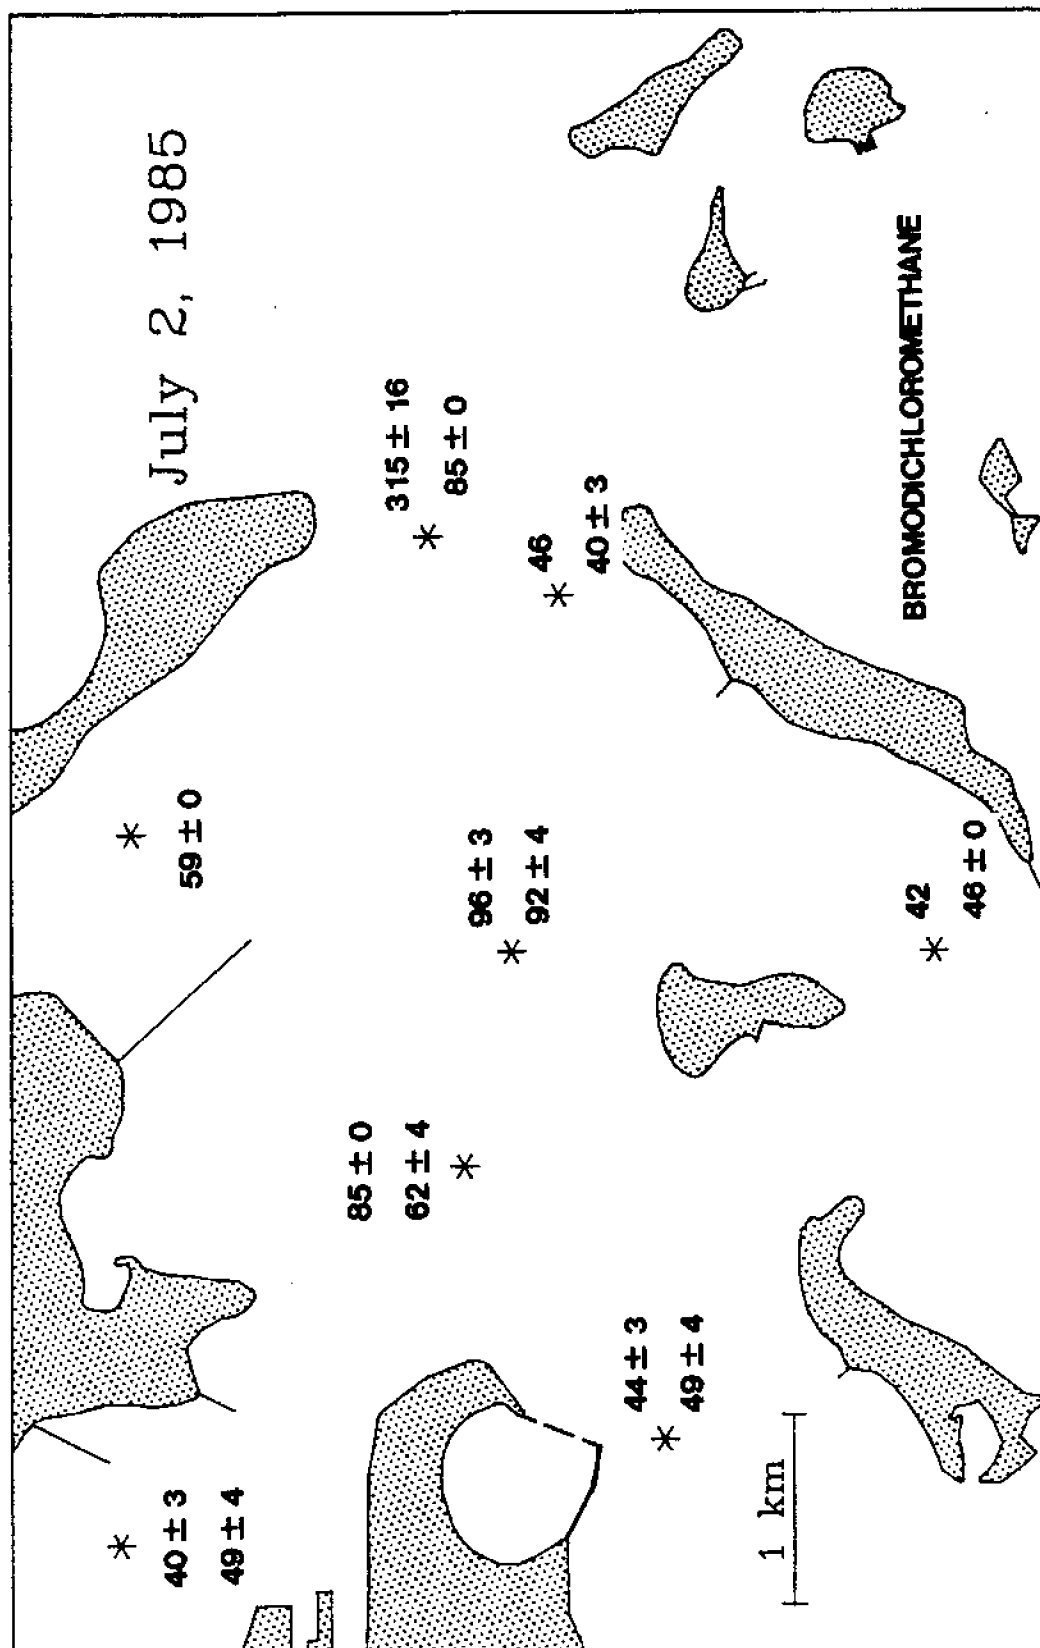 July 2, 1985
315 ± 16
85 ± 0
46
40 ± 3
59 ± 0
96 ± 3
92 ± 4
42
46 ± 0
85 ± 0
62 ± 4
44 ± 3
49 ± 4
40 ± 3
49 ± 4
1 km
BROMODICHLOROMETHANE